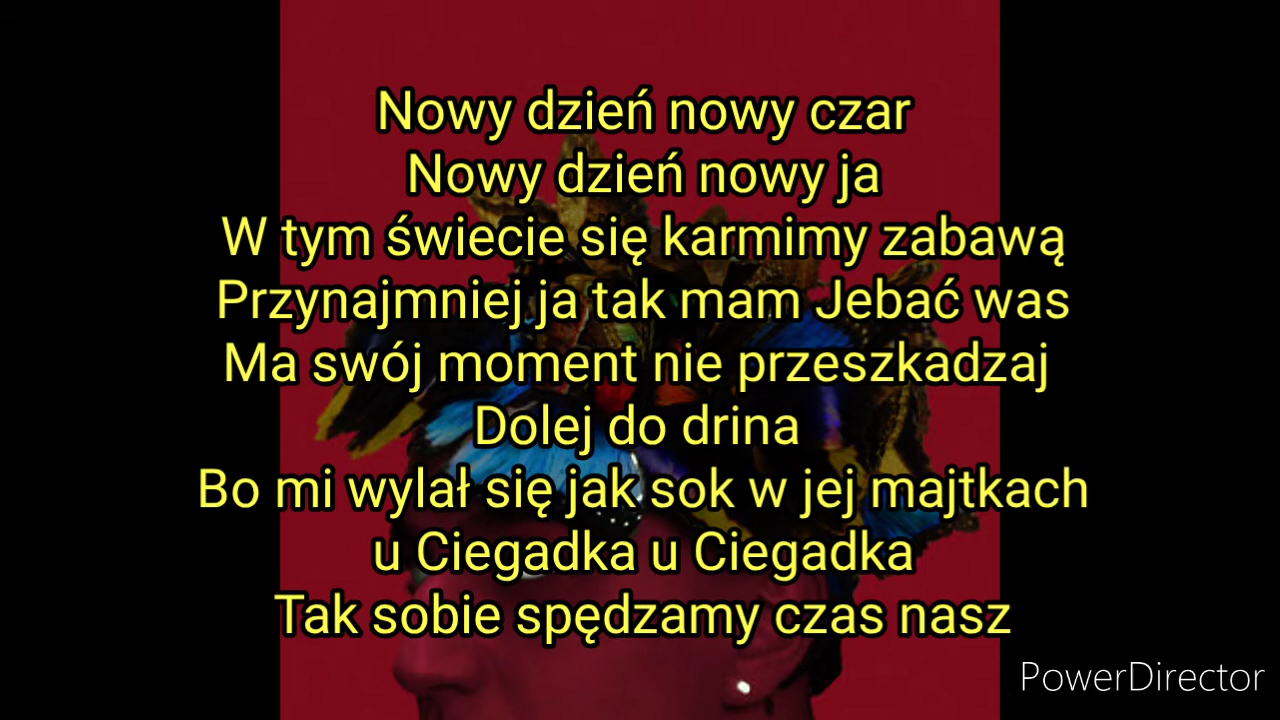 Nowy dzień nowy czar
Nowy dzień nowy ja
W tym świecie się karmimy zabawą
Przynajmniej ja tak mam Jebać was
Ma swój moment nie przeszkadzaj
Dolej do drina
Bo mi wylał się jak sok w jej majtkach
u Ciegadka u Ciegadka
Tak sobie spędzamy czas nasz
PowerDirector